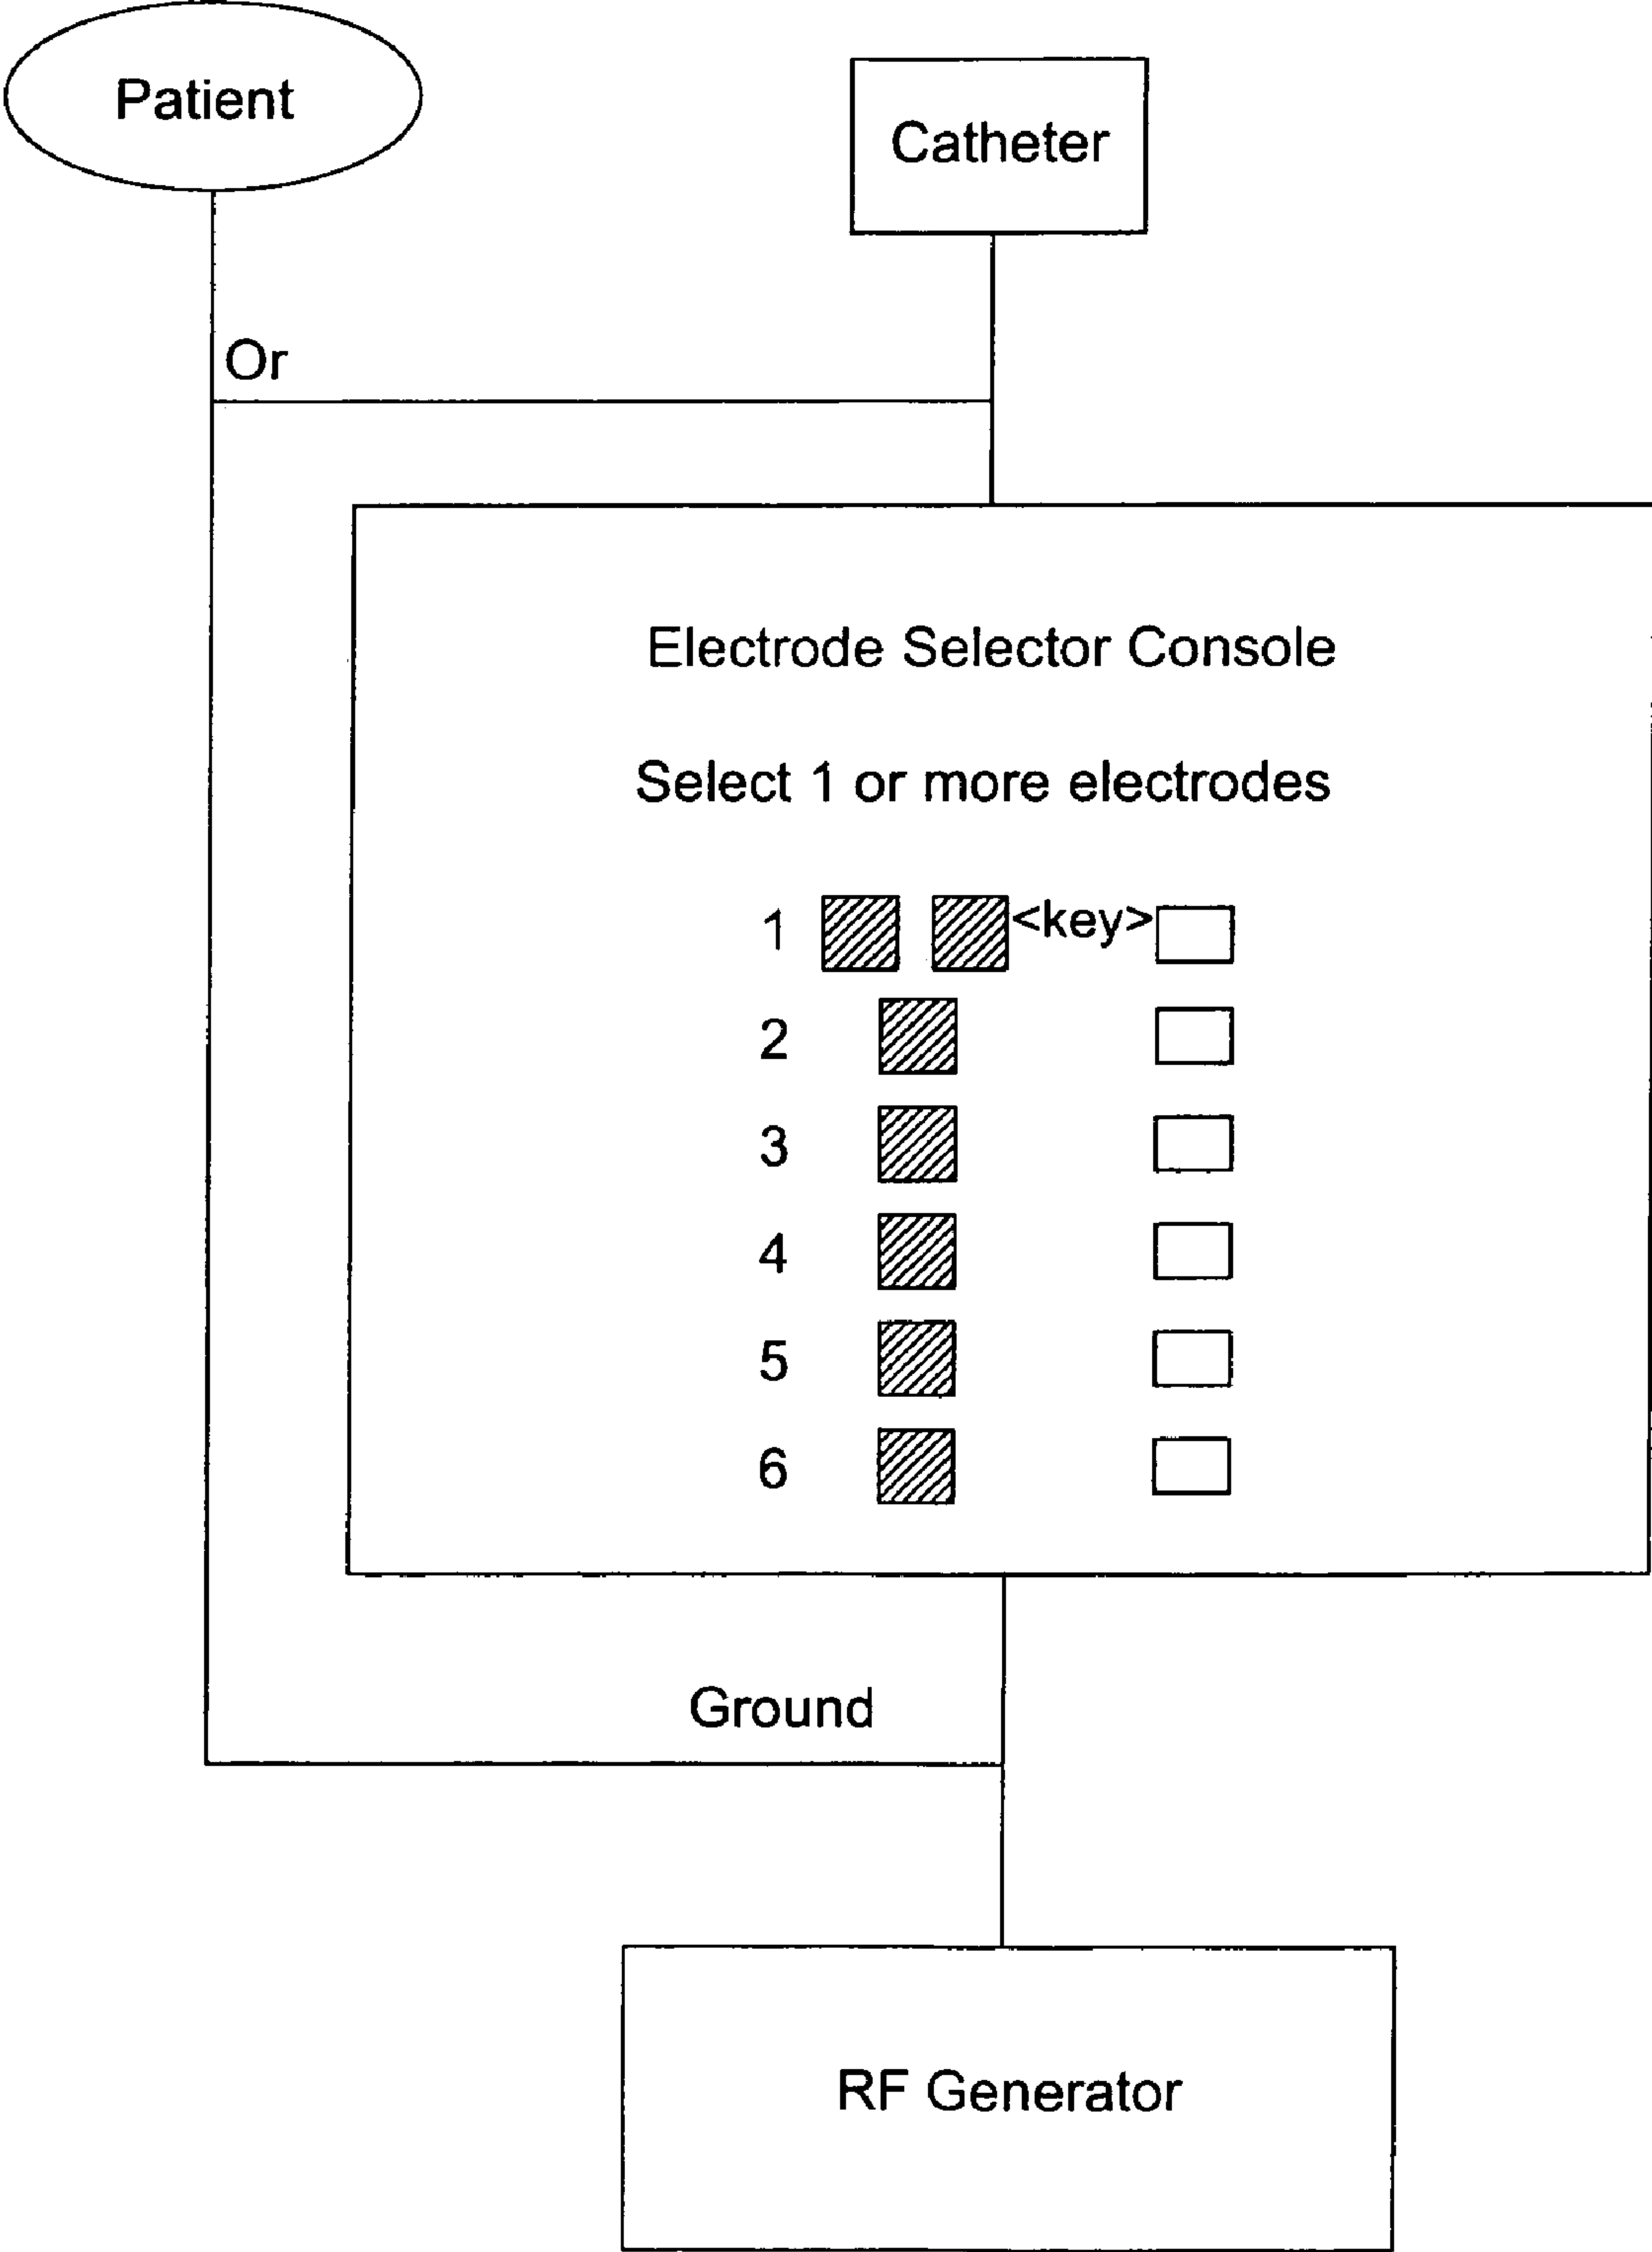 Patient
Catheter
Or
Electrode Selector Console
Select 1 or more electrodes
1 <key>
2
3
4
5
6
Ground
RF Generator